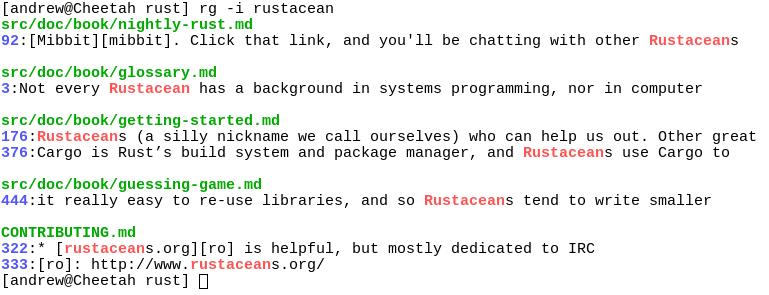 [andrew@Cheetah rust] rg -i rustacean
src/doc/book/nightly-rust.md
92:[Mibbit][mibbit]. Click that link, and you'll be chatting with other Rustaceans

src/doc/book/glossary.md
3:Not every Rustacean has a background in systems programming, nor in computer

src/doc/book/getting-started.md
176:Rustaceans (a silly nickname we call ourselves) who can help us out. Other great
376:Cargo is Rust’s build system and package manager, and Rustaceans use Cargo to

src/doc/book/guessing-game.md
444:it really easy to re-use libraries, and so Rustaceans tend to write smaller

CONTRIBUTING.md
322:* [rustaceans.org][ro] is helpful, but mostly dedicated to IRC
333:[ro]: http://www.rustaceans.org/
[andrew@Cheetah rust]